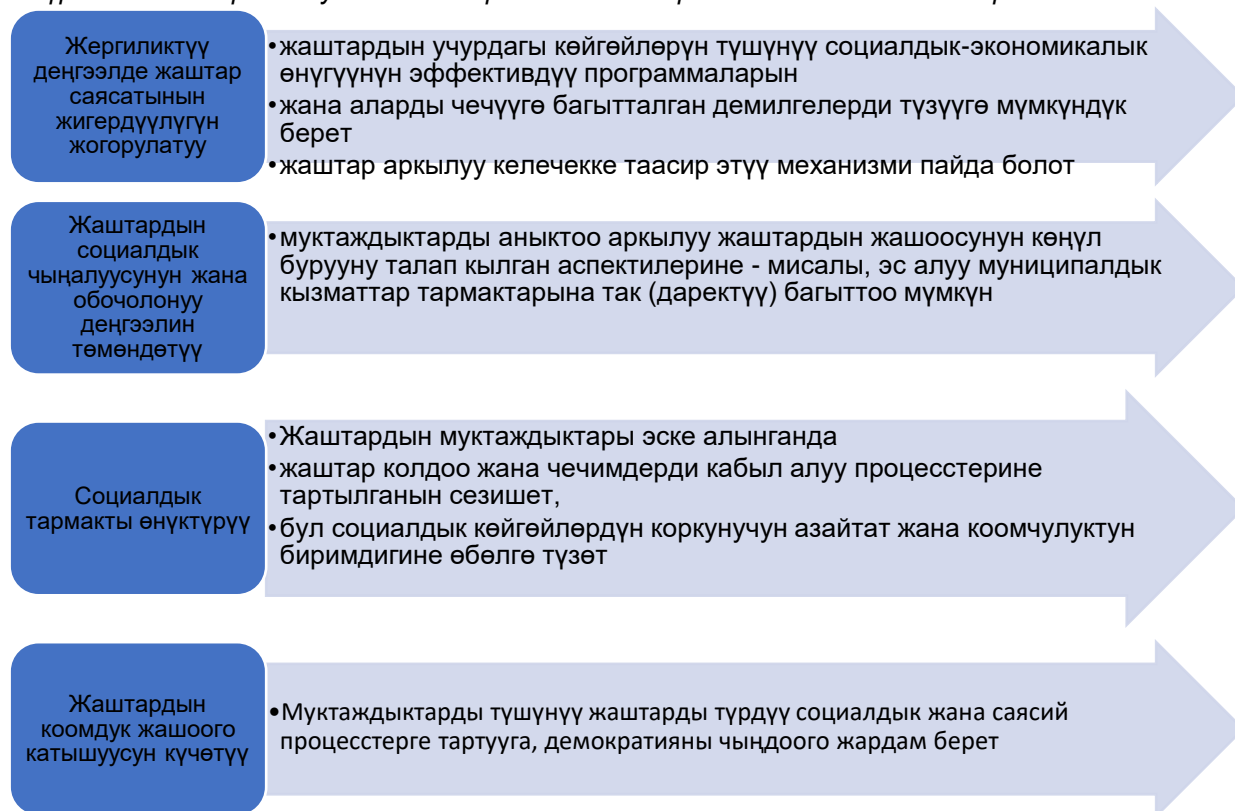 Жергиликтүү
деңгээлде жаштар
саясатынын
жигердүүлүгүн
жогорулатуу
•жаштардын учурдагы көйгөйлөрүн түшүнүү социалдык-экономикалык
өнүгүүнүн эффективдүү программаларын
•жана аларды чечүүгө багытталган демилгелерди түзүүгө мүмкүндүк
берет
•жаштар аркылуу келечекке таасир этүү механизми пайда болот
Жаштардын
социалдык
чыңалуусунун жана
обочолонуу
деңгээлин
төмөндөтүү
•муктаждыктарды аныктоо аркылуу жаштардын жашоосунун көңүл
бурууну талап кылган аспектилерине - мисалы, эс алуу муниципалдык
кызматтар тармактарына так (даректүү) багыттоо мүмкүн
Социалдык
тармакты өнүктүрүү
•Жаштардын муктаждыктары эске алынганда
•жаштар колдоо жана чечимдерди кабыл алуу процесстерине
тартылганын сезишет,
•бул социалдык көйгөйлөрдүн коркунучун азайтат жана коомчулуктун
биримдигине өбөлгө түзөт
Жаштардын
коомдук жашоого
катышуусун күчөтүү
•Муктаждыктарды түшүнүү жаштарды түрдүү социалдык жана саясий
процесстерге тартууга, демократияны чыңдоого жардам берет